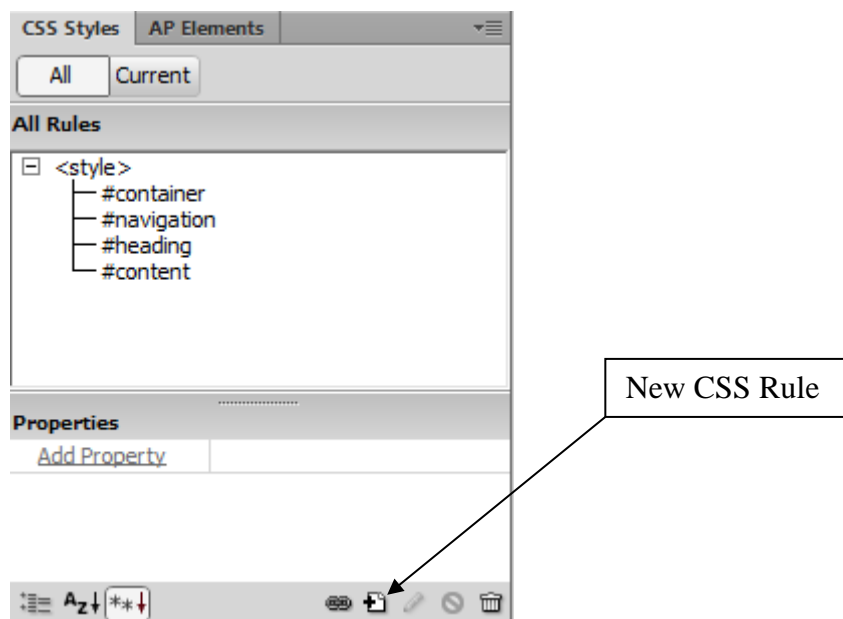 CSS Styles AP Elements
All Current
All Rules
<style>
#container
#navigation
#heading
#content
New CSS Rule
Properties
Add Property
Az **